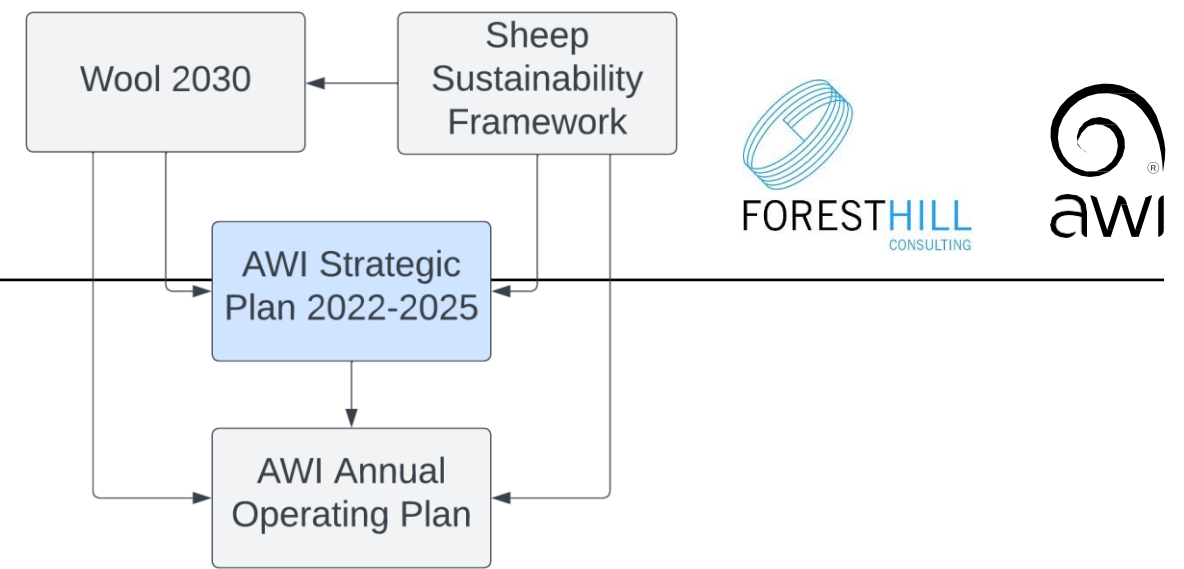 Wool 2030
Sheep
Sustainability
Framework
FORESTHILL
CONSULTING
®
awi
AWI Strategic
Plan 2022-2025
AWI Annual
Operating Plan